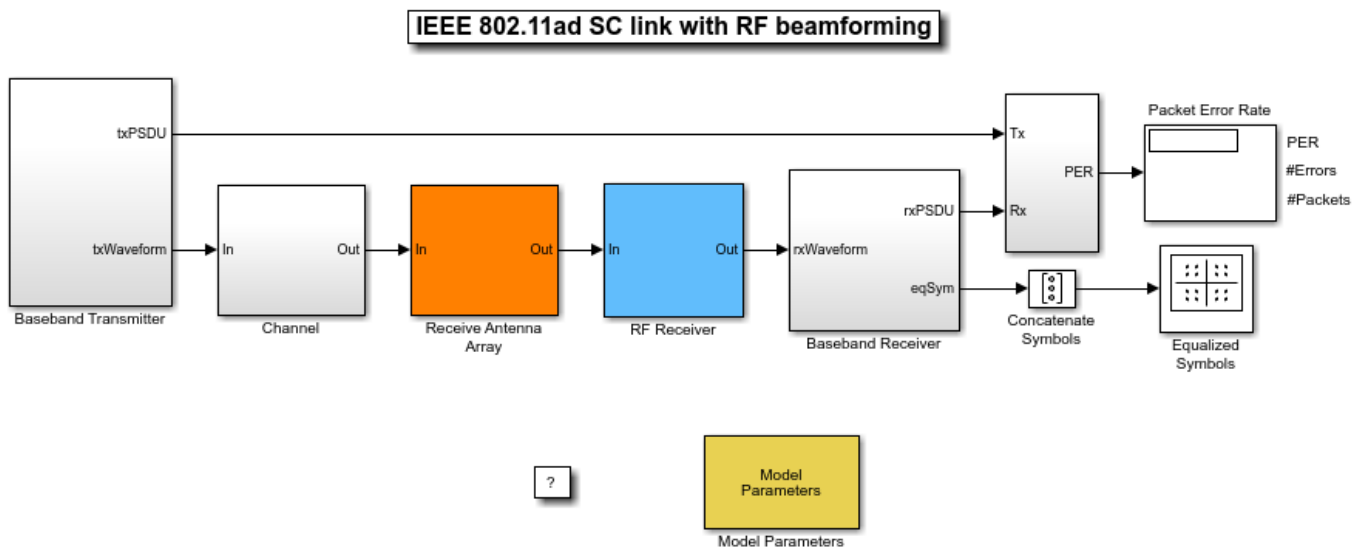 IEEE 802.11ad SC link with RF beamforming
txPSDU
txWaveform
Baseband Transmitter
In
Out
Channel
In
Out
Receive Antenna
Array
In
Out
RF Receiver
rxPSDU
rxWaveform
eqSym
Baseband Receiver
Tx
PER
Rx
Packet Error Rate
PER
#Errors
#Packets
Concatenate
Symbols
Equalized
Symbols
?
Model
Parameters
Model Parameters